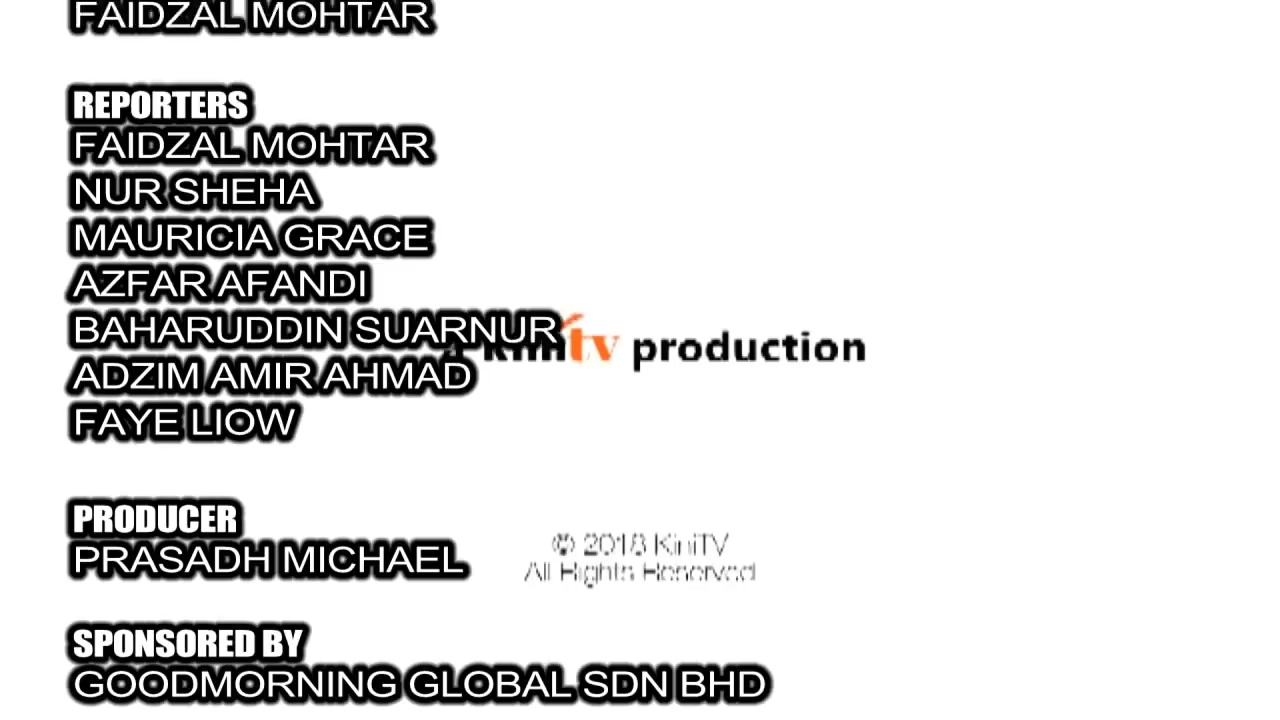 FAIDZAL MOHTAR
REPORTERS
FAIDZAL MOHTAR
NUR SHEHA
MAURICIA GRACE
AZFAR AFANDI
BAHARUDDIN SUARNUR
ADZIM AMIR AHMAD
FAYE LIOW
PRODUCER
PRASADH MICHAEL
SPONSORED BY
GOODMORNING GLOBAL SDN BHD
kinitv production
© 2018 KiniTV
All Rights Reserved